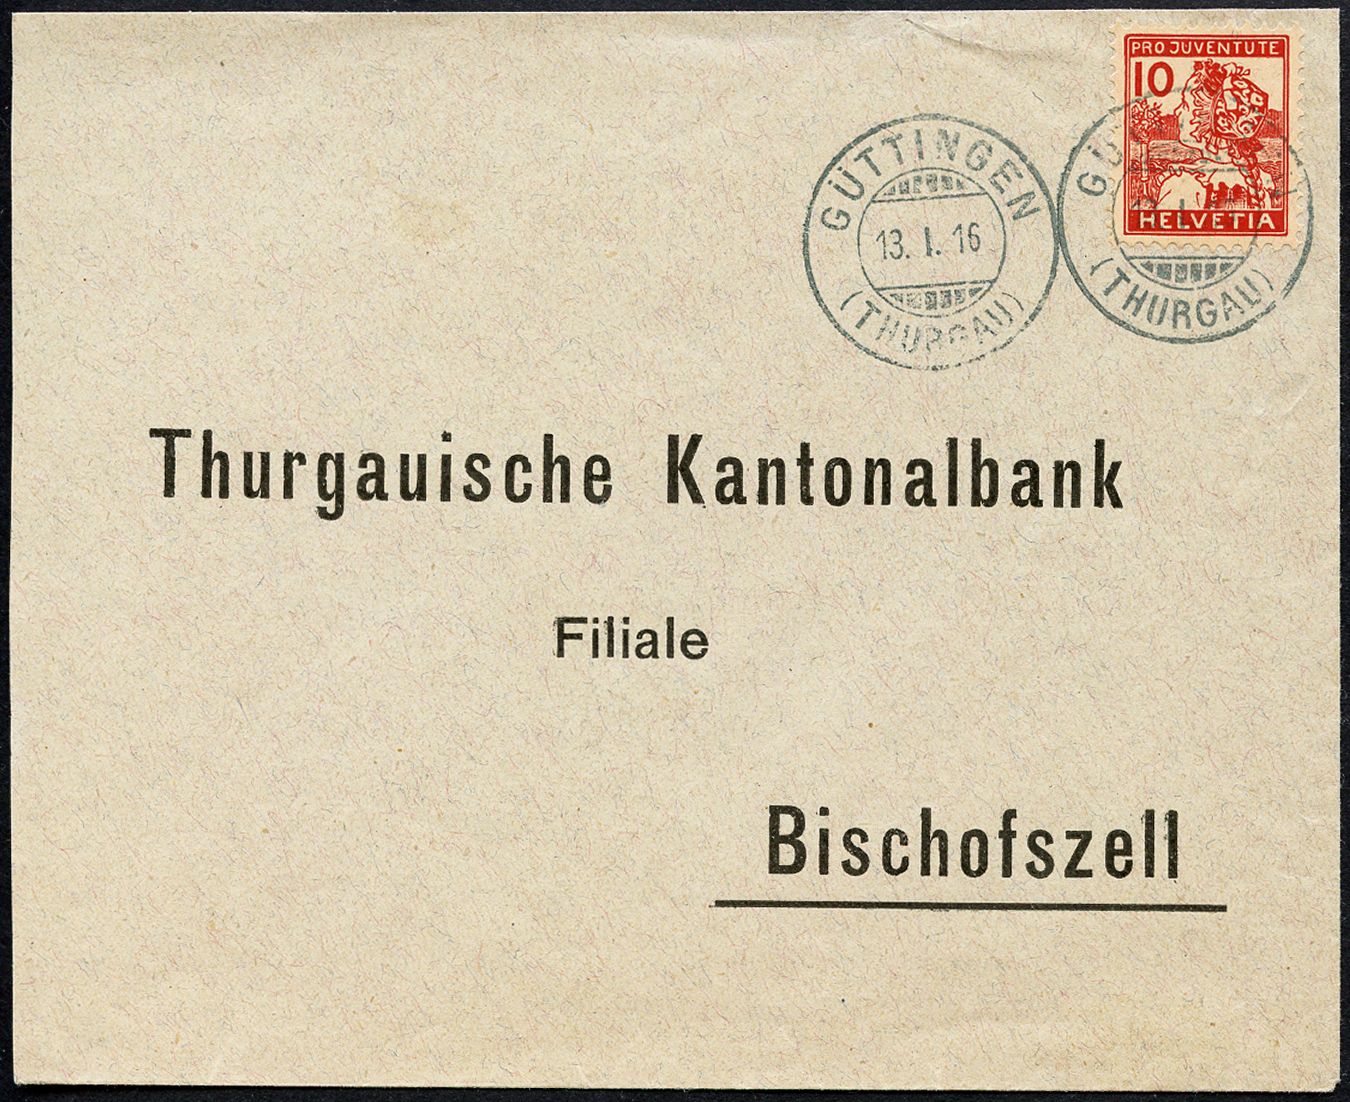 PRO JUVENTUTE
10
HELVETIA
GÜTTINGEN
13. I. 16
(THURGAU)
(THURGAU)
Thurgauische Kantonalbank
Filiale
Bischofszell